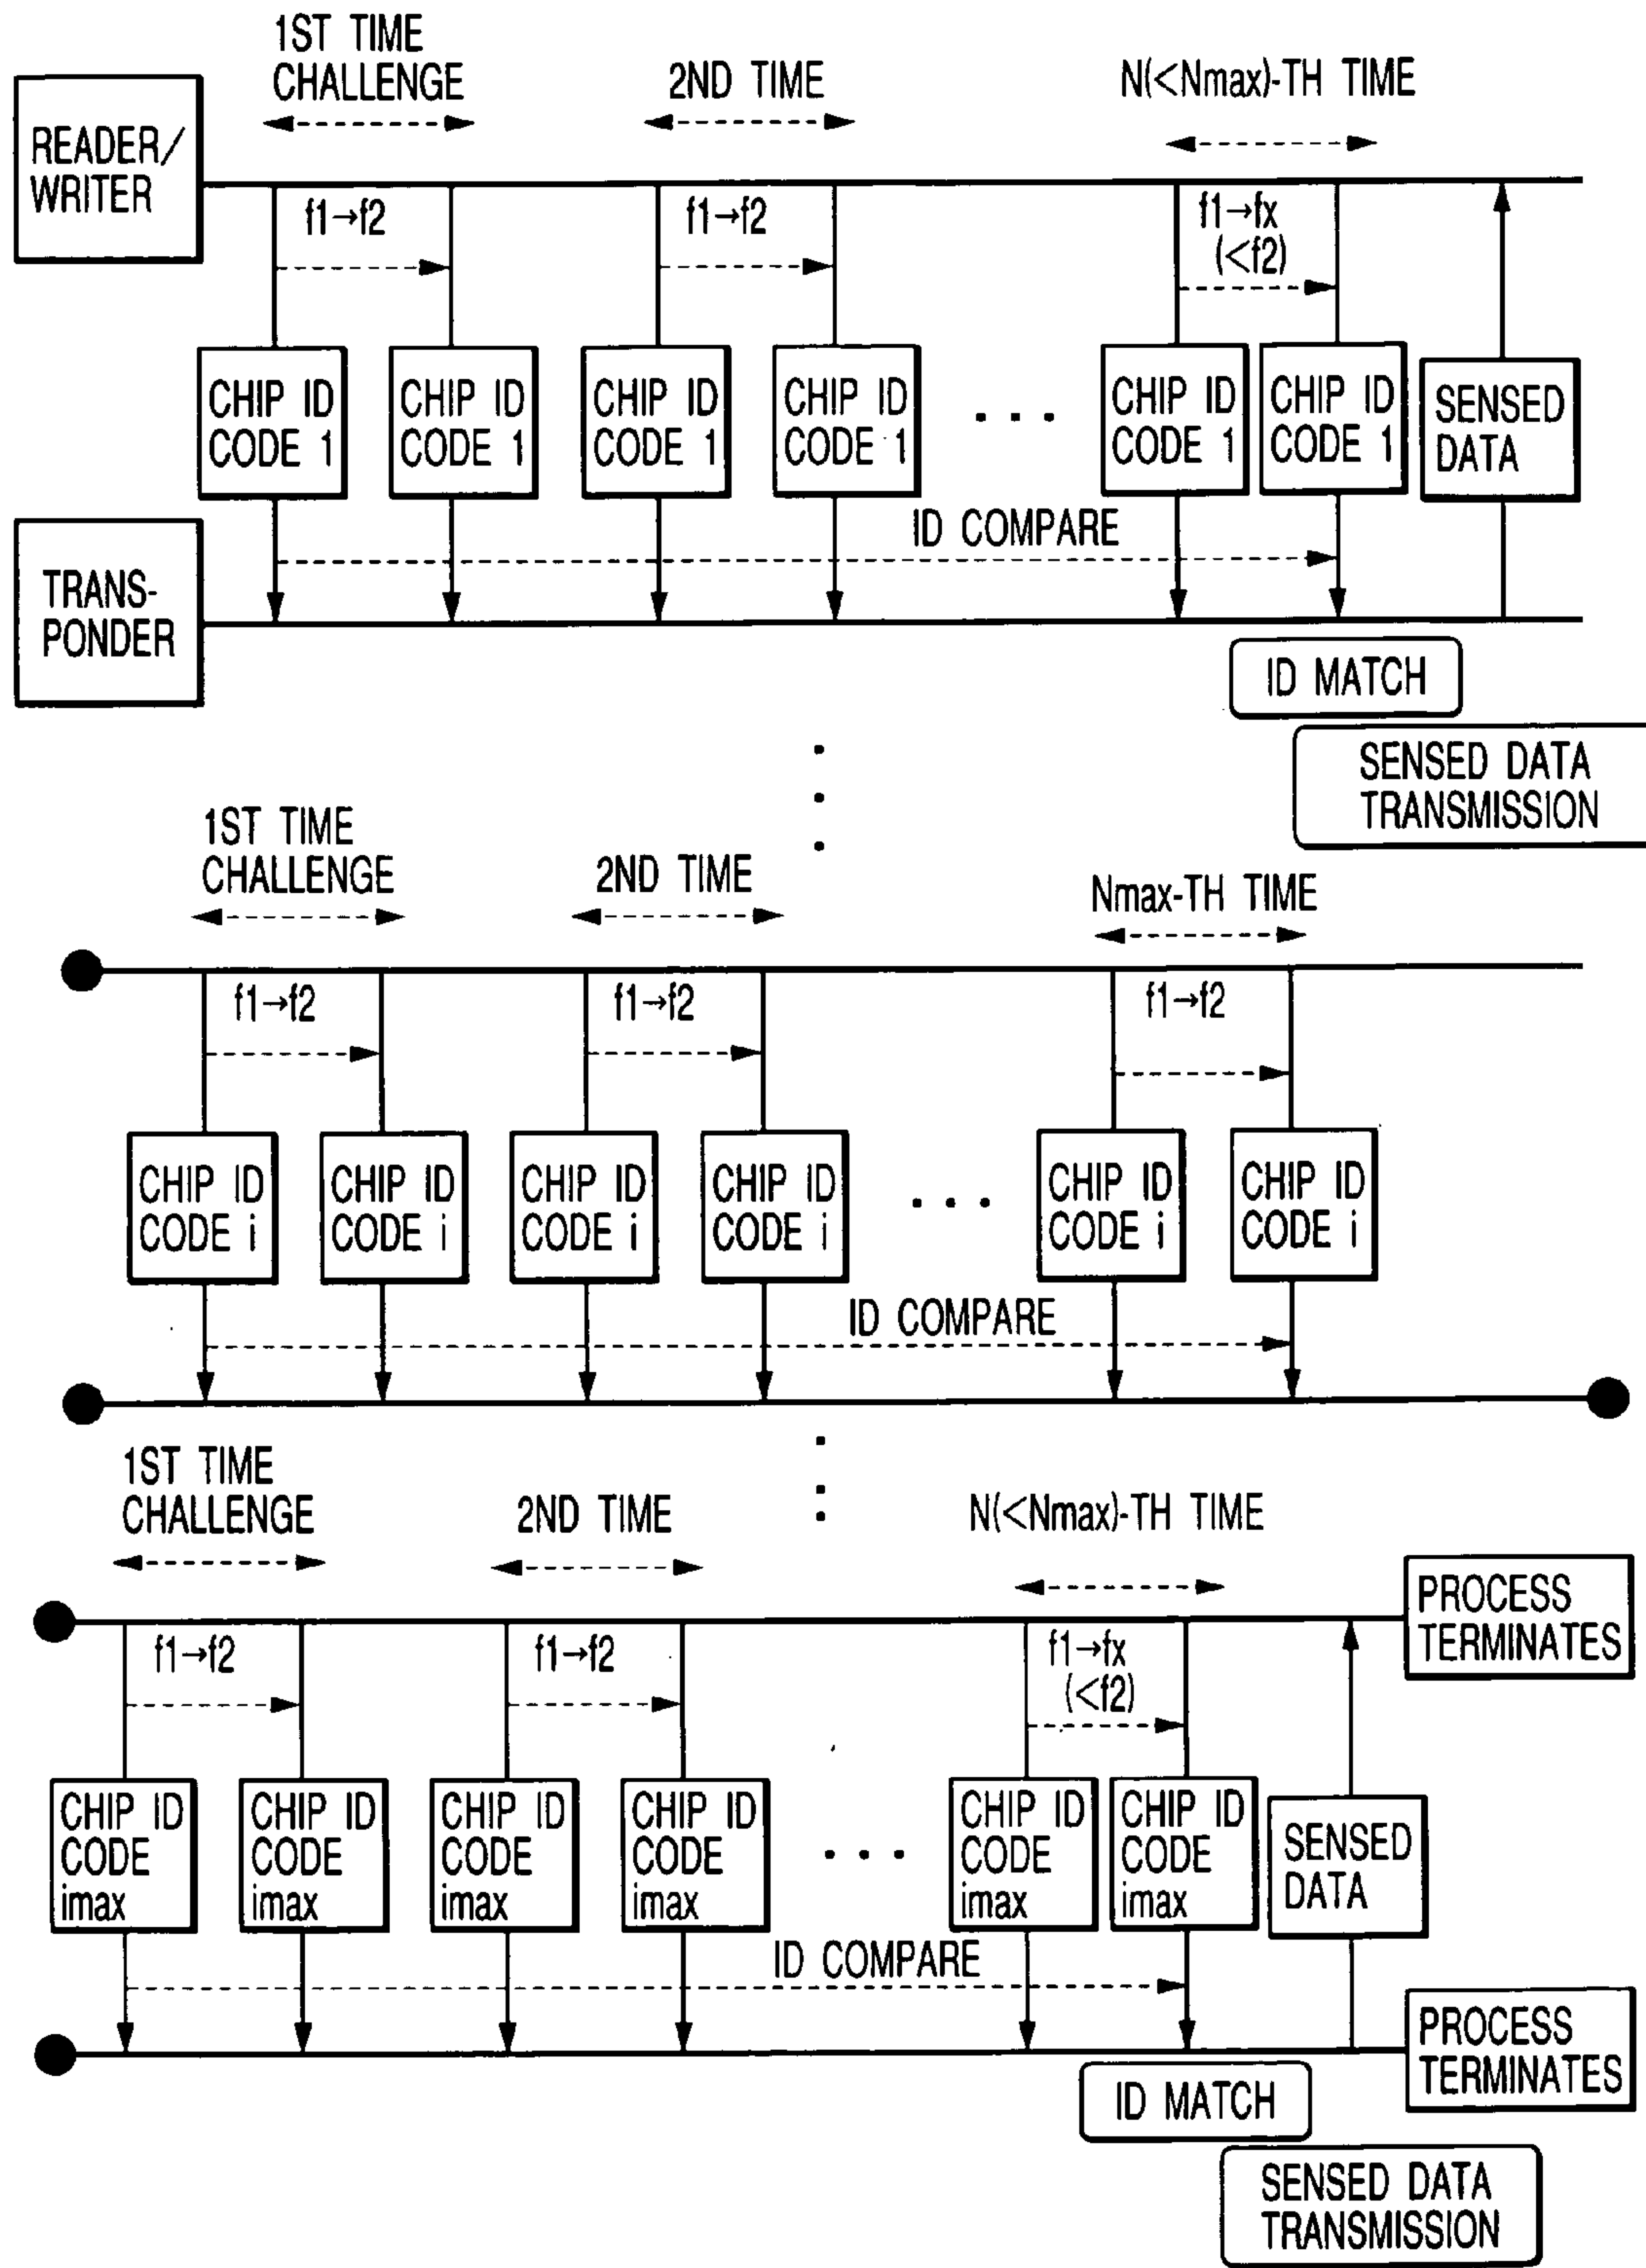 1ST TIME
CHALLENGE
2ND TIME
N(<Nmax)-TH TIME
READER/
WRITER
f1→f2
f1→f2
f1→fx
(<f2)
CHIP ID
CODE 1
CHIP ID
CODE 1
CHIP ID
CODE 1
CHIP ID
CODE 1
. . .
CHIP ID
CODE 1
CHIP ID
CODE 1
SENSED
DATA
ID COMPARE
TRANS-
PONDER
ID MATCH
SENSED DATA
TRANSMISSION
1ST TIME
CHALLENGE
2ND TIME
Nmax-TH TIME
f1→f2
f1→f2
f1→f2
CHIP ID
CODE i
CHIP ID
CODE i
CHIP ID
CODE i
CHIP ID
CODE i
. . .
CHIP ID
CODE i
CHIP ID
CODE i
ID COMPARE
1ST TIME
CHALLENGE
2ND TIME
N(<Nmax)-TH TIME
PROCESS
TERMINATES
f1→f2
f1→f2
f1→fx
(<f2)
CHIP ID
CODE
imax
CHIP ID
CODE
imax
CHIP ID
CODE
imax
CHIP ID
CODE
imax
. . .
CHIP ID
CODE
imax
CHIP ID
CODE
imax
SENSED
DATA
ID COMPARE
PROCESS
TERMINATES
ID MATCH
SENSED DATA
TRANSMISSION